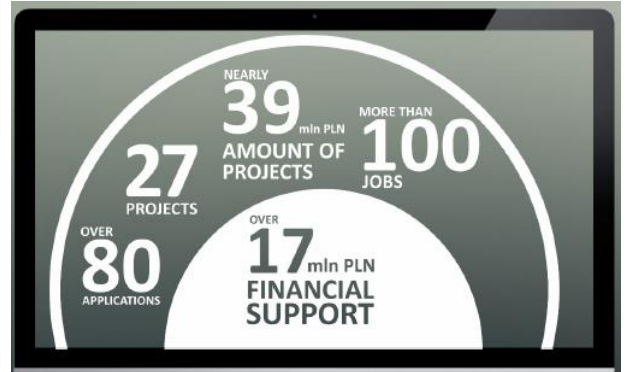 OVER
80
APPLICATIONS
27
PROJECTS
NEARLY
39 mln PLN
AMOUNT OF
PROJECTS
MORE THAN
100
JOBS
OVER
17 mln PLN
FINANCIAL
SUPPORT